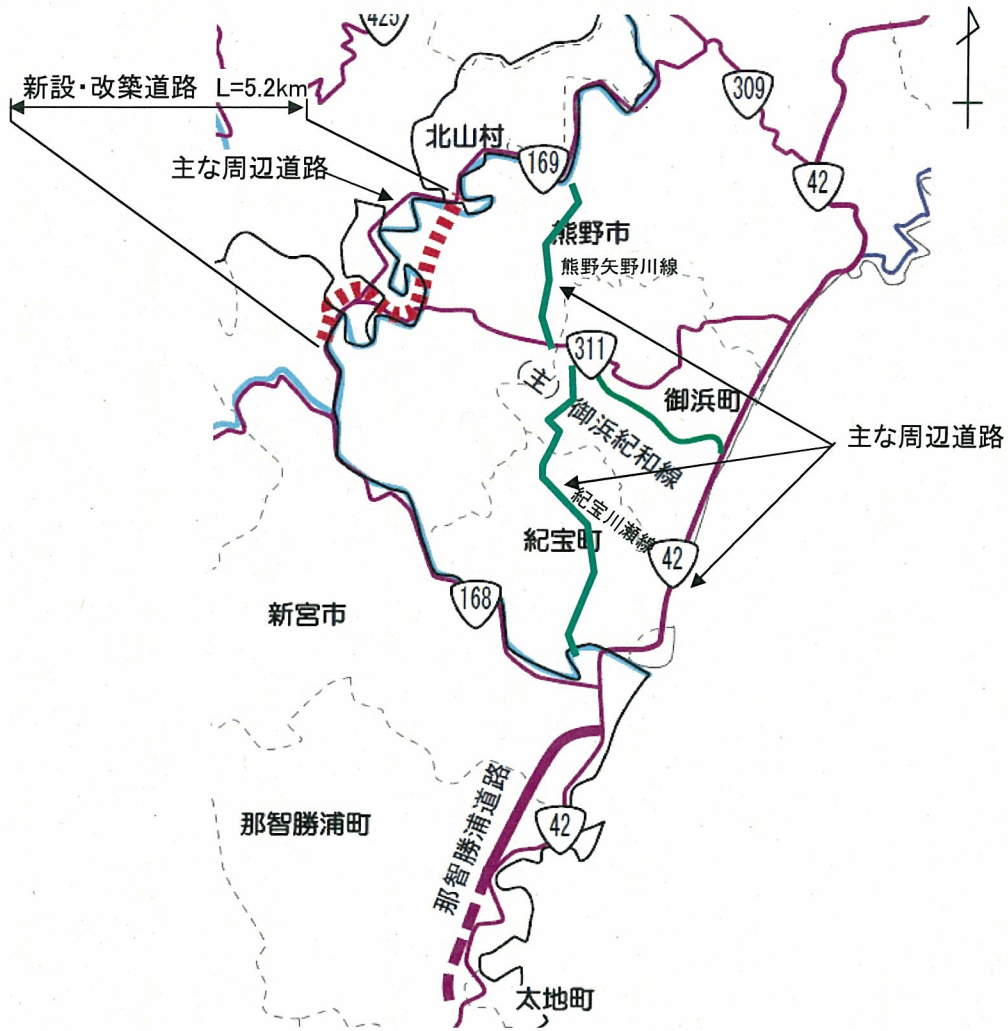 425
新設・改築道路 L=5.2km
309
北山村
主な周辺道路
169
42
熊野市
熊野矢野川線
311
(主)
御浜町
御浜紀和線
主な周辺道路
紀宝川瀬線
紀宝町
42
168
新宮市
那智勝浦道路
那智勝浦町
42
太地町